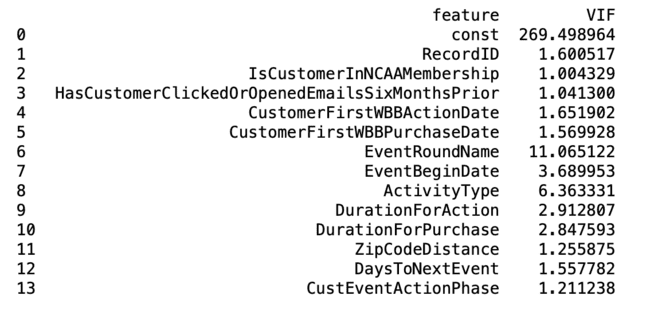 feature VIF
0 const 269.498964
1 RecordID 1.600517
2 IsCustomerInNCAAMembership 1.004329
3 HasCustomerClickedOrOpenedEmailsSixMonthsPrior 1.041300
4 CustomerFirstWBBActionDate 1.651902
5 CustomerFirstWBBPurchaseDate 1.569928
6 EventRoundName 11.065122
7 EventBeginDate 3.689953
8 ActivityType 6.363331
9 DurationForAction 2.912807
10 DurationForPurchase 2.847593
11 ZipCodeDistance 1.255875
12 DaysToNextEvent 1.557782
13 CustEventActionPhase 1.211238